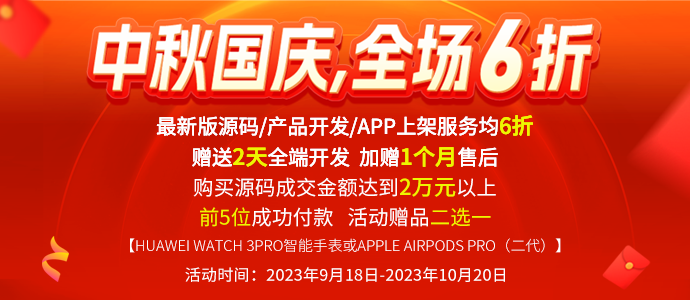 中秋国庆,全场6折
最新版源码/产品开发/APP上架服务均6折
赠送2天全端开发 加赠1个月售后
购买源码成交金额达到2万元以上
前5位成功付款 活动赠品二选一
【HUAWEI WATCH 3PRO智能手表或APPLE AIRPODS PRO（二代）】
活动时间：2023年9月18日-2023年10月20日